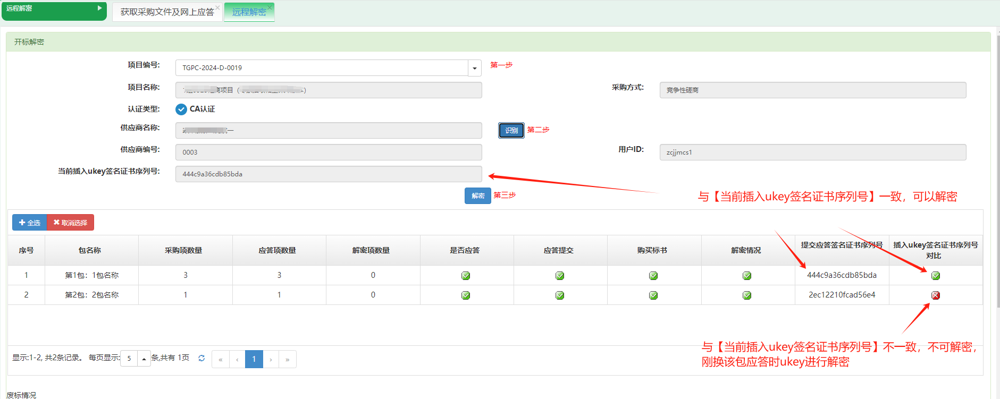 远程解密
获取采购文件及网上应答
远程解密
开标解密
项目编号:
TGPC-2024-D-0019
第一步
项目名称:
商项目（
采购方式:
竞争性磋商
认证类型:
CA认证
供应商名称:
识别
第二步
供应商编号:
0003
用户ID:
zcjjmcs1
当前插入ukey签名证书序列号:
444c9a36cdb85bda
解密
第三步
与【当前插入ukey签名证书序列号】一致，可以解密
全选
取消选择
序号 包名称 采购项数量 应答项数量 解密项数量 是否应答 应答提交 购买标书 解密情况 提交应答签名证书序列号 插入ukey签名证书序列号
对比
1 第1包：1包名称 3 3 0 444c9a36cdb85bda
2 第2包：2包名称 1 1 0 2ec12210fcad56e4
与【当前插入ukey签名证书序列号】不一致，不可解密，
刚换该包应答时ukey进行解密
显示:1-2, 共2条记录。 每页显示: 5 条,共有 1页 « ‹ 1 › »
废标情况